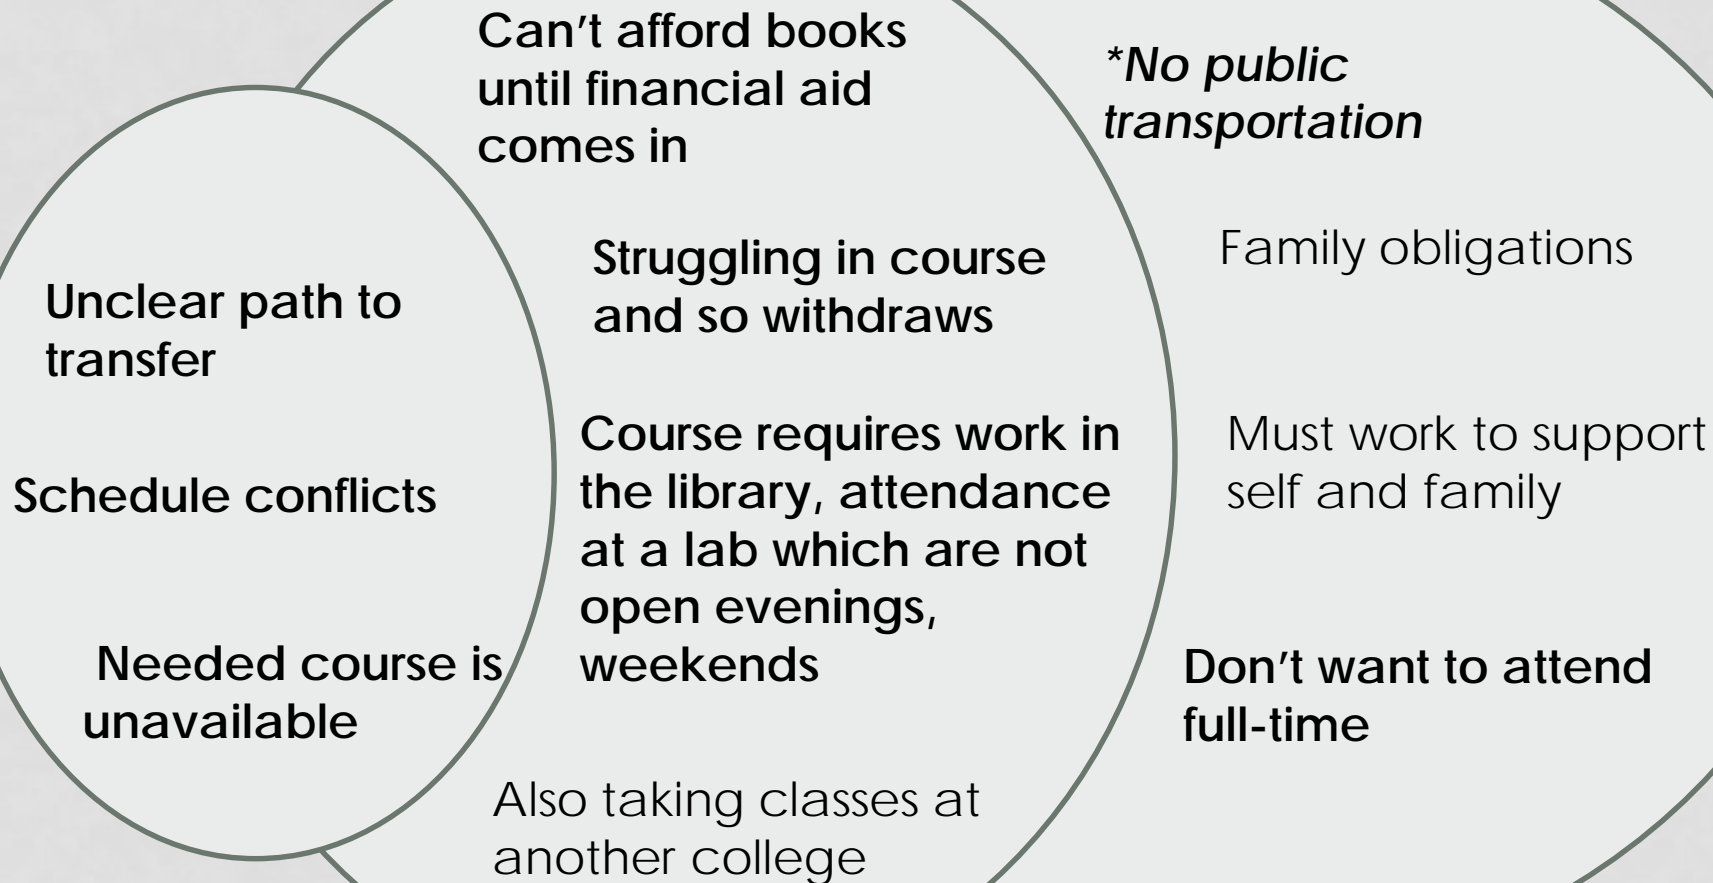 Unclear path to
transfer
Schedule conflicts
Needed course is
unavailable
Can't afford books
until financial aid
comes in
Struggling in course
and so withdraws
Course requires work in
the library, attendance
at a lab which are not
open evenings,
weekends
Also taking classes at
another college
*No public
transportation
Family obligations
Must work to support
self and family
Don't want to attend
full-time